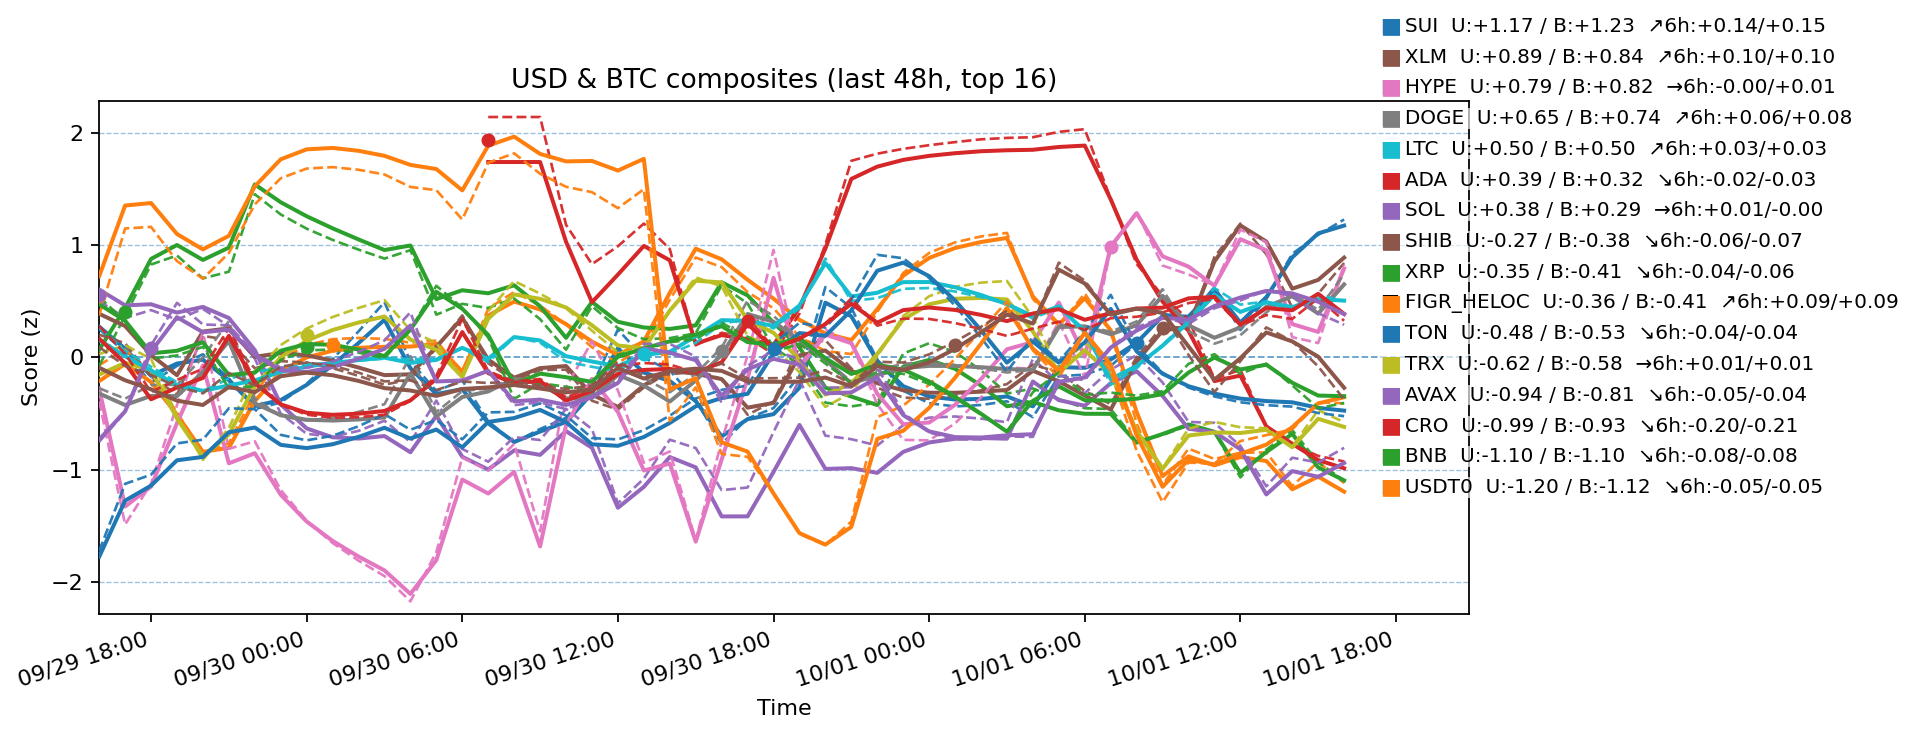 USD & BTC composites (last 48h, top 16)
SUI U:+1.17 / B:+1.23 ↗6h:+0.14/+0.15
XLM U:+0.89 / B:+0.84 ↗6h:+0.10/+0.10
HYPE U:+0.79 / B:+0.82 →6h:-0.00/+0.01
DOGE U:+0.65 / B:+0.74 ↗6h:+0.06/+0.08
LTC U:+0.50 / B:+0.50 ↗6h:+0.03/+0.03
ADA U:+0.39 / B:+0.32 ↘6h:-0.02/-0.03
SOL U:+0.38 / B:+0.29 →6h:+0.01/-0.00
SHIB U:-0.27 / B:-0.38 ↘6h:-0.06/-0.07
XRP U:-0.35 / B:-0.41 ↘6h:-0.04/-0.06
FIGR_HELOC U:-0.36 / B:-0.41 ↗6h:+0.09/+0.09
TON U:-0.48 / B:-0.53 ↘6h:-0.04/-0.04
TRX U:-0.62 / B:-0.58 →6h:+0.01/+0.01
AVAX U:-0.94 / B:-0.81 ↘6h:-0.05/-0.04
CRO U:-0.99 / B:-0.93 ↘6h:-0.20/-0.21
BNB U:-1.10 / B:-1.10 ↘6h:-0.08/-0.08
USDT0 U:-1.20 / B:-1.12 ↘6h:-0.05/-0.05
Score (z)
2
1
0
−1
−2
09/29 18:00
09/30 00:00
09/30 06:00
09/30 12:00
09/30 18:00
10/01 00:00
10/01 06:00
10/01 12:00
10/01 18:00
Time